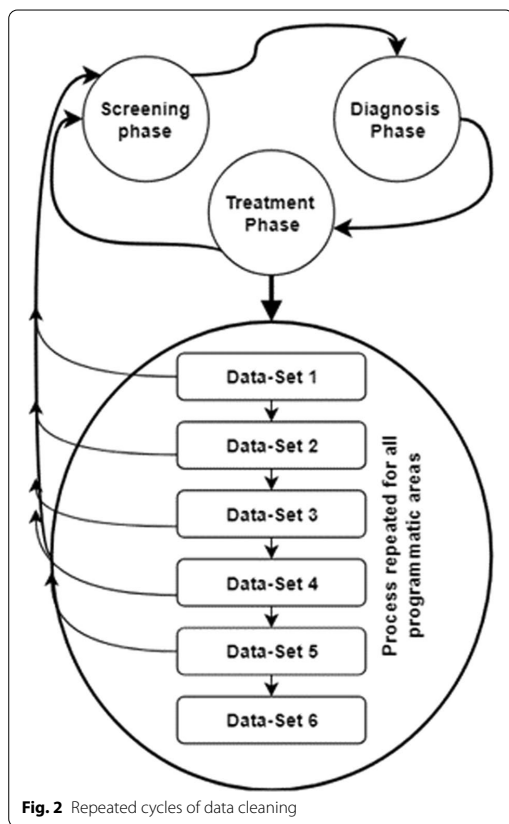 Screening
phase
Diagnosis
Phase
Treatment
Phase
Data-Set 1
Data-Set 2
Data-Set 3
Data-Set 4
Data-Set 5
Data-Set 6
Process repeated for all
programmatic areas
Fig. 2 Repeated cycles of data cleaning